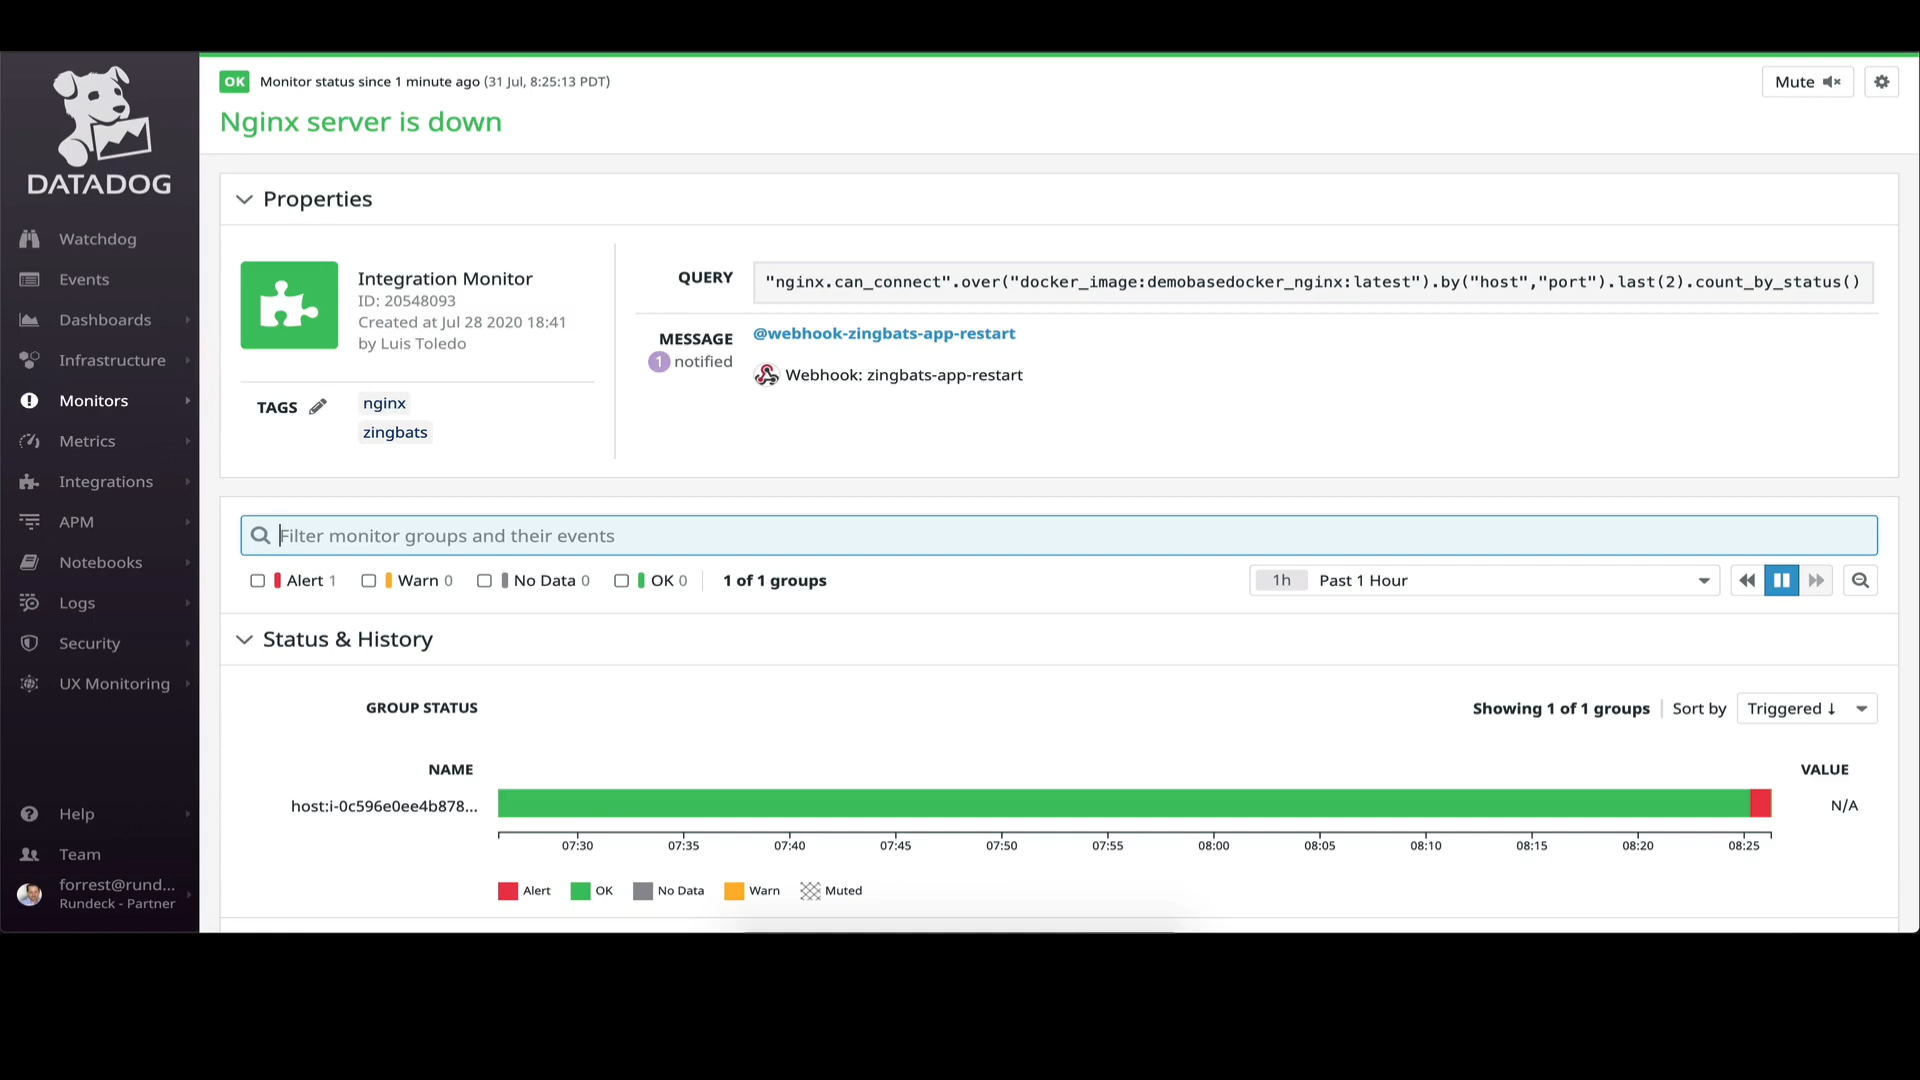 DATADOG
Watchdog
Events
Dashboards
Infrastructure
Monitors
Metrics
Integrations
APM
Notebooks
Logs
Security
UX Monitoring
Help
Team
forrest@rund...
Rundeck - Partner
OK Monitor status since 1 minute ago (31 Jul, 8:25:13 PDT)
Mute
Nginx server is down
Properties
Integration Monitor
ID: 20548093
Created at Jul 28 2020 18:41
by Luis Toledo
TAGS
nginx
zingbats
QUERY
"nginx.can_connect".over("docker_image:demobasedocker_nginx:latest").by("host","port").last(2).count_by_status()
MESSAGE
1 notified
@webhook-zingbats-app-restart
Webhook: zingbats-app-restart
Filter monitor groups and their events
Alert 1 Warn 0 No Data 0 OK 0 1 of 1 groups
1h Past 1 Hour
Status & History
GROUP STATUS
Showing 1 of 1 groups Sort by Triggered ↓
NAME
VALUE
host:i-0c596e0ee4b878...
N/A
07:30 07:35 07:40 07:45 07:50 07:55 08:00 08:05 08:10 08:15 08:20 08:25
Alert OK No Data Warn Muted